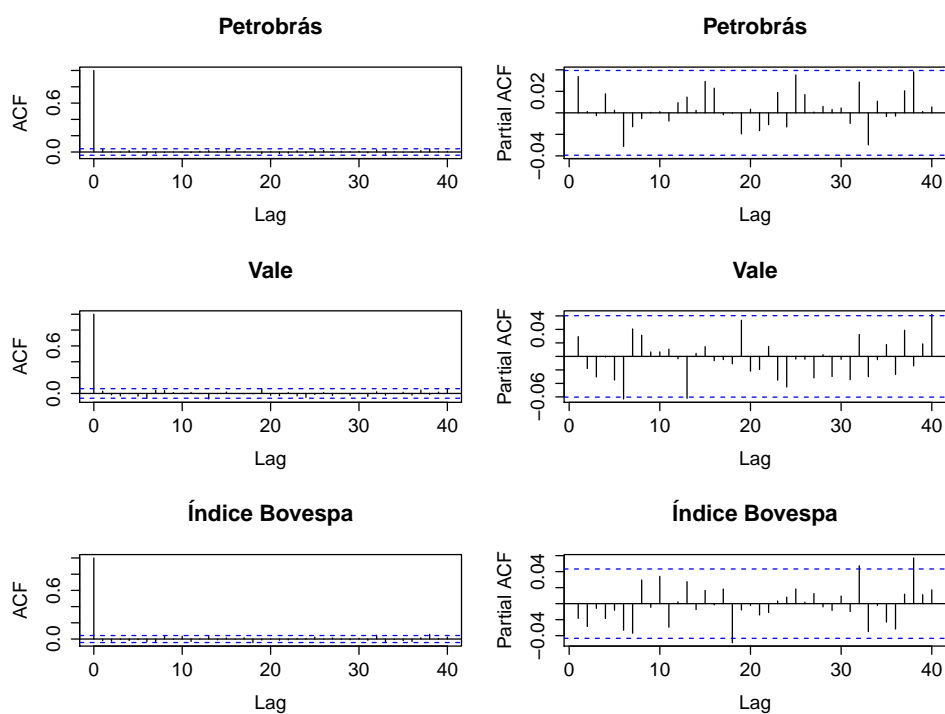 Petrobrás
ACF
0.0 0.6
0 10 20 30 40
Lag
Petrobrás
Partial ACF
−0.04 0.02
0 10 20 30 40
Lag
Vale
ACF
0.0 0.6
0 10 20 30 40
Lag
Vale
Partial ACF
−0.06 0.04
0 10 20 30 40
Lag
Índice Bovespa
ACF
0.0 0.6
0 10 20 30 40
Lag
Índice Bovespa
Partial ACF
−0.04 0.04
0 10 20 30 40
Lag